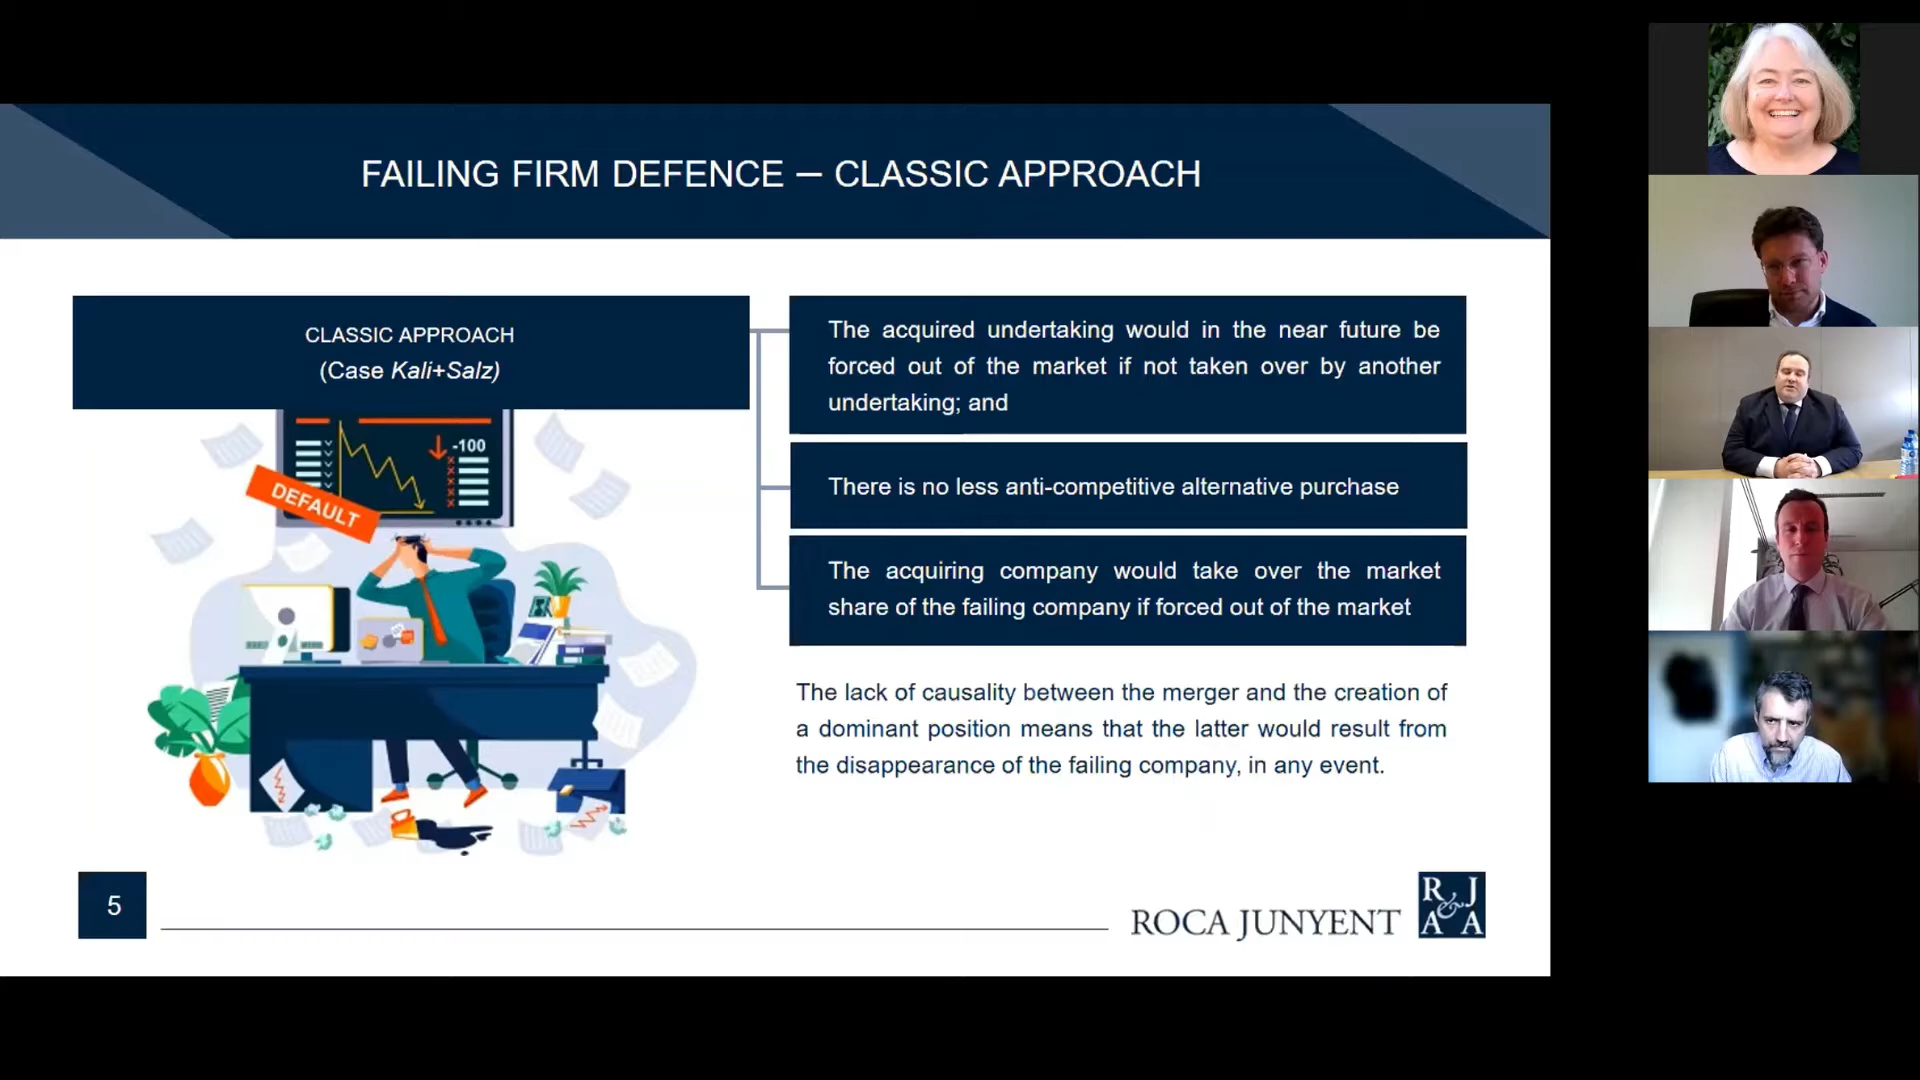 FAILING FIRM DEFENCE – CLASSIC APPROACH
CLASSIC APPROACH
(Case Kali+Salz)
The acquired undertaking would in the near future be
forced out of the market if not taken over by another
undertaking; and
There is no less anti-competitive alternative purchase
The acquiring company would take over the market
share of the failing company if forced out of the market
The lack of causality between the merger and the creation of
a dominant position means that the latter would result from
the disappearance of the failing company, in any event.
-100
DEFAULT
5
ROCA JUNYENT
R J
& 
A A